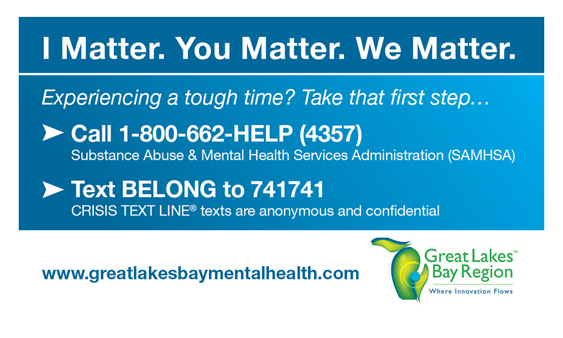 I Matter. You Matter. We Matter.
Experiencing a tough time? Take that first step…
➤ Call 1-800-662-HELP (4357)
Substance Abuse & Mental Health Services Administration (SAMHSA)
➤ Text BELONG to 741741
CRISIS TEXT LINE® texts are anonymous and confidential
www.greatlakesbaymentalhealth.com
Great Lakes™
Bay Region
Where Innovation Flows